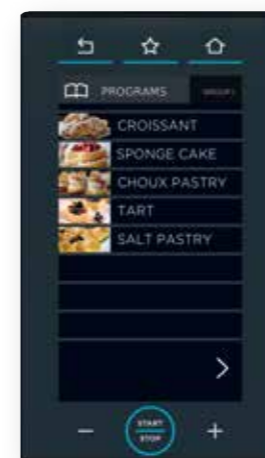 PROGRAMS
CROISSANT
SPONGE CAKE
CHOUX PASTRY
TART
SALT PASTRY
START
STOP